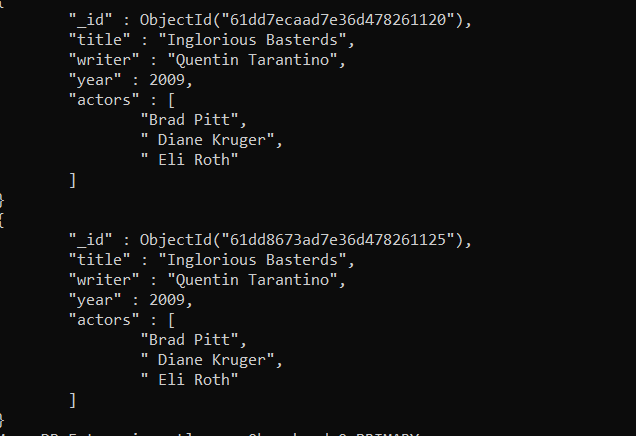 {
"_id" : ObjectId("61dd7ecaad7e36d478261120"),
"title" : "Inglorious Basterds",
"writer" : "Quentin Tarantino",
"year" : 2009,
"actors" : [
"Brad Pitt",
" Diane Kruger",
" Eli Roth"
]
}
{
"_id" : ObjectId("61dd8673ad7e36d478261125"),
"title" : "Inglorious Basterds",
"writer" : "Quentin Tarantino",
"year" : 2009,
"actors" : [
"Brad Pitt",
" Diane Kruger",
" Eli Roth"
]
}